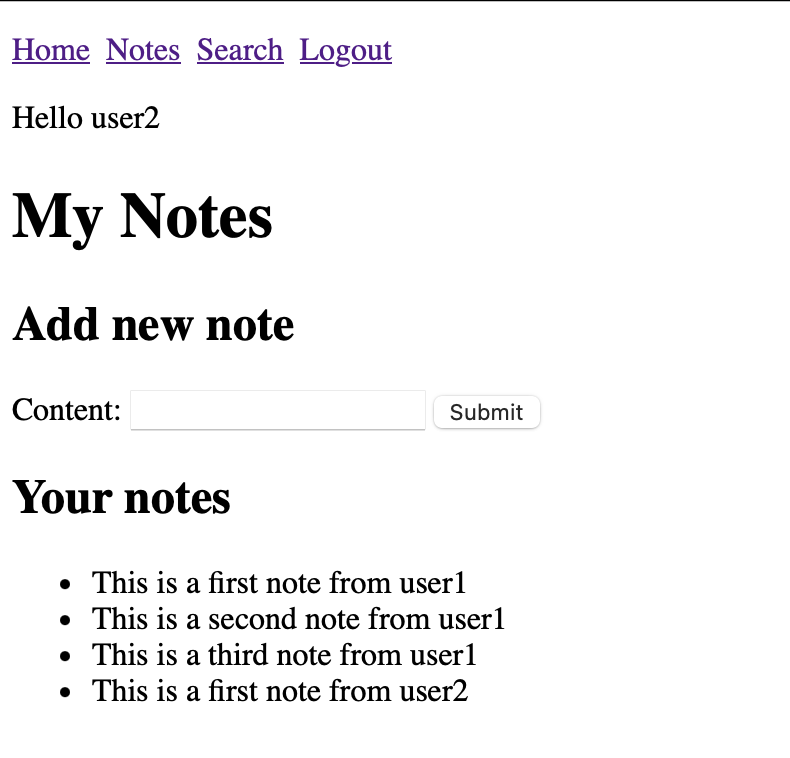 Home Notes Search Logout
Hello user2
My Notes
Add new note
Content: Submit
Your notes
• This is a first note from user1
• This is a second note from user1
• This is a third note from user1
• This is a first note from user2